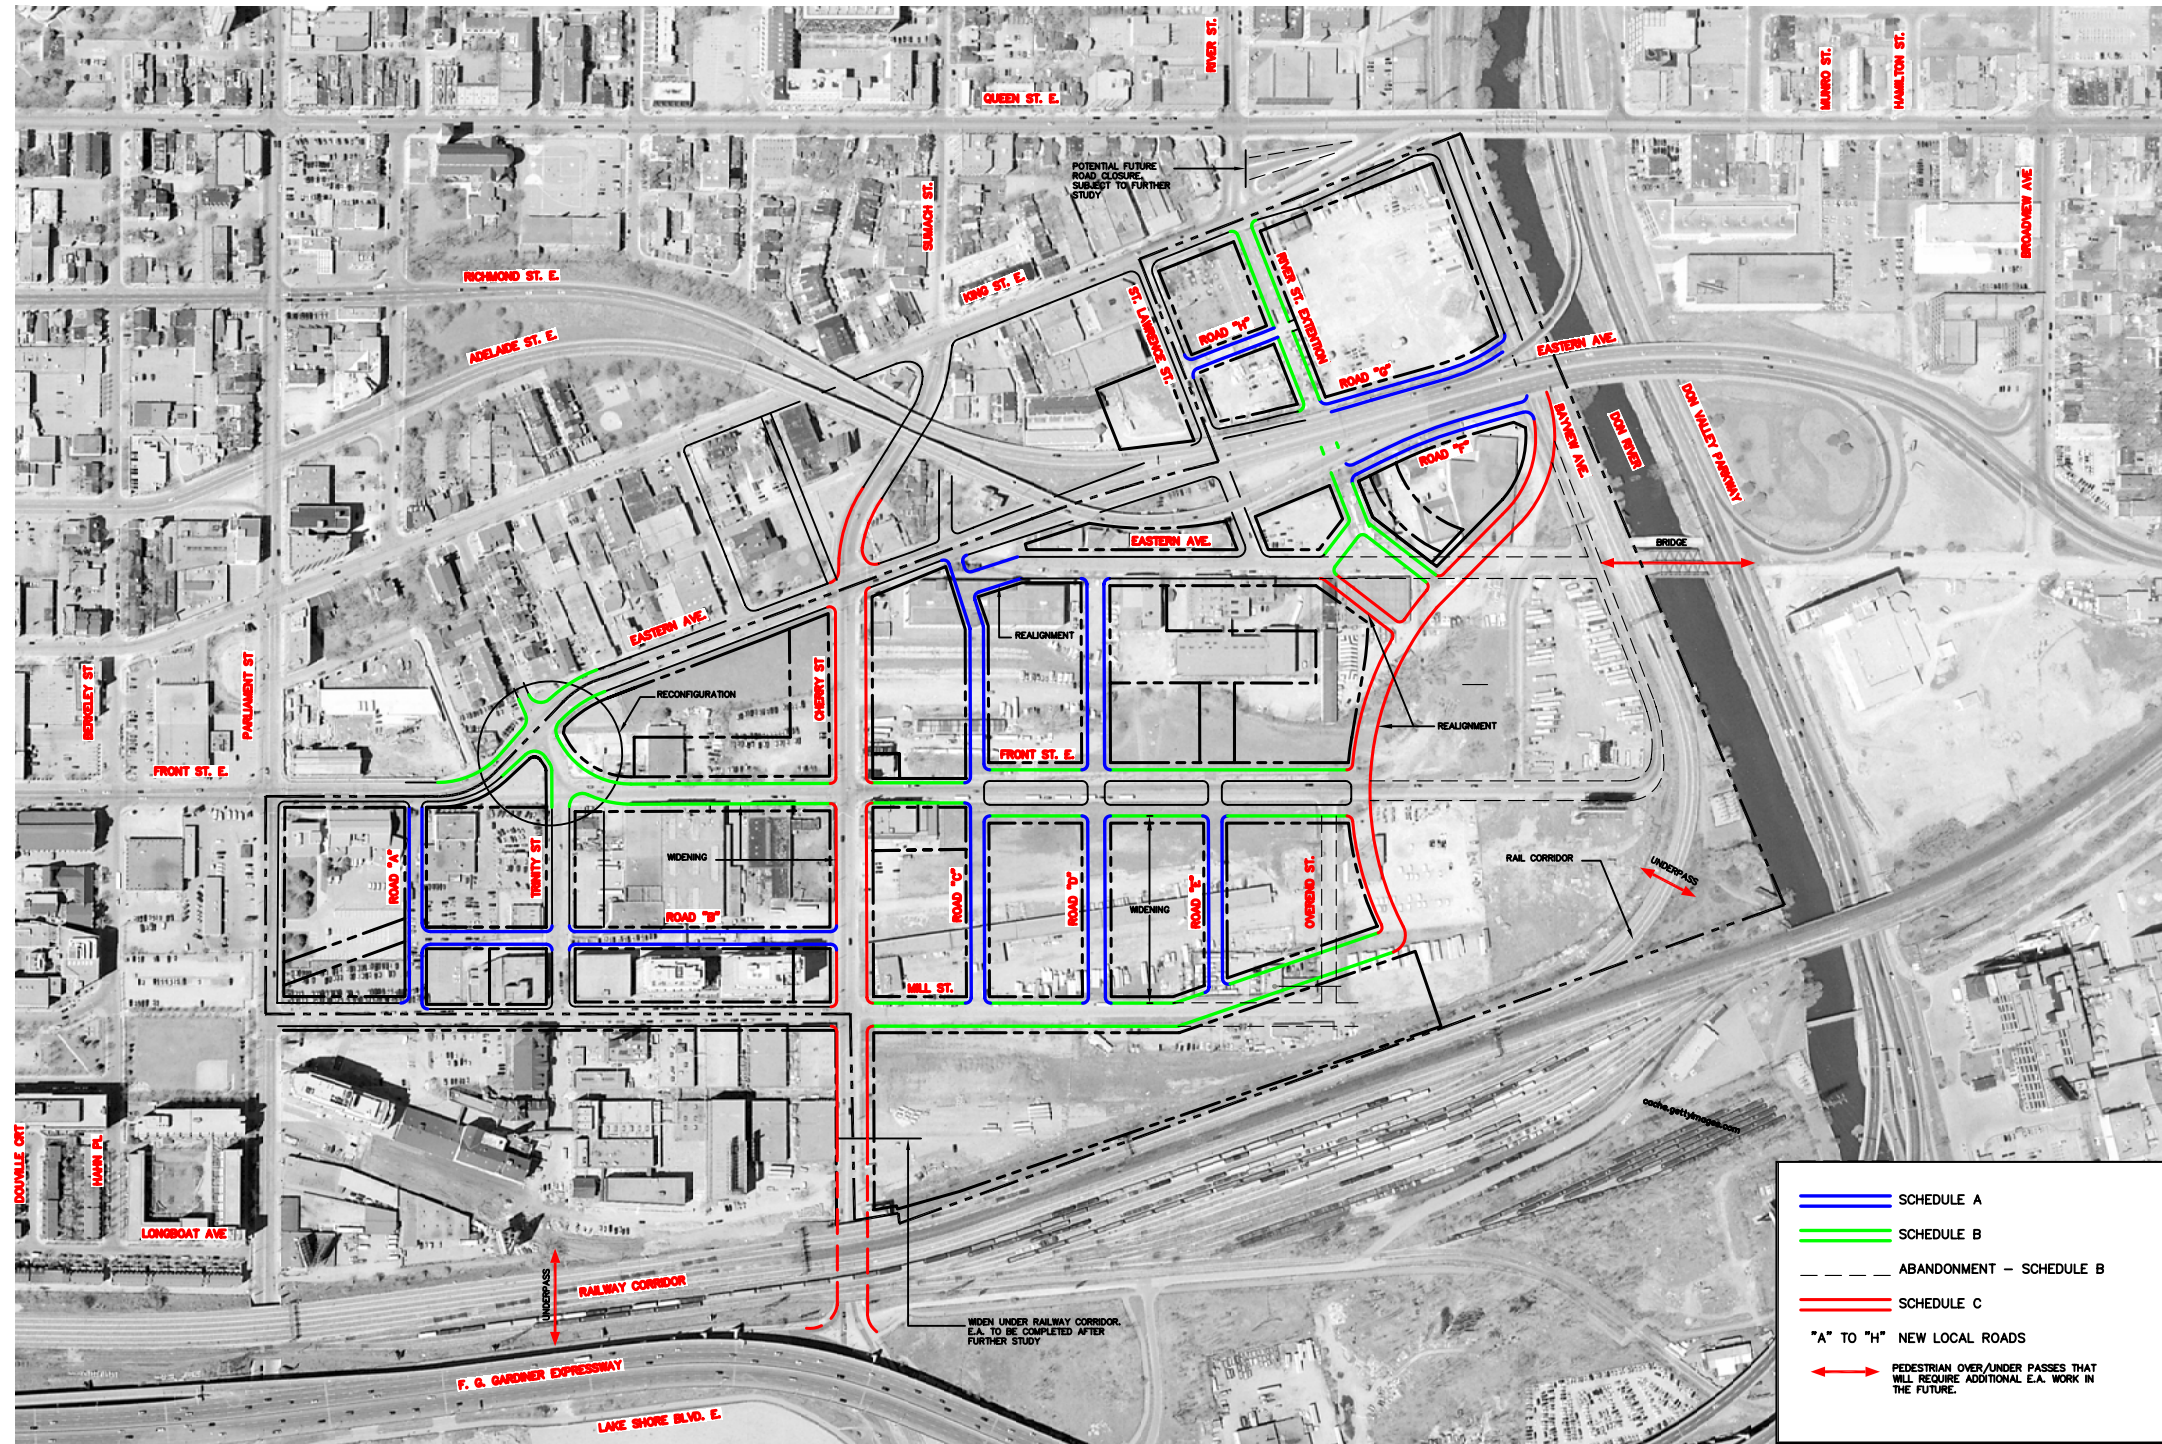 RIVER ST.
MUNRO ST.
HAMILTON ST.
QUEEN ST. E.
POTENTIAL FUTURE
ROAD CLOSURE.
SUBJECT TO FURTHER
STUDY
SUMACH ST.
BROADVIEW AVE
RICHMOND ST. E.
KING ST. E.
ST. LAWRENCE ST.
RIVER ST. EXTENTION
ROAD "H"
ADELAIDE ST. E.
EASTERN AVE.
ROAD "G"
BAYVIEW AVE.
DON RIVER
DON VALLEY PARKWAY
ROAD "F"
EASTERN AVE.
BRIDGE
EASTERN AVE.
REALIGNMENT
BERKELEY ST
PARLIAMENT ST
CHERRY ST
RECONFIGURATION
REALIGNMENT
FRONT ST. E.
FRONT ST. E.
ROAD "A"
TRINITY ST
WIDENING
ROAD "C"
ROAD "D"
WIDENING
ROAD "E"
OVEREND ST.
RAIL CORRIDOR
UNDERPASS
ROAD "B"
MILL ST.
cache.gettyimages.com
DOUVILLE CRT
HAHN PL
LONGBOAT AVE
UNDERPASS
RAILWAY CORRIDOR
WIDEN UNDER RAILWAY CORRIDOR.
E.A. TO BE COMPLETED AFTER
FURTHER STUDY
F. G. GARDINER EXPRESSWAY
LAKE SHORE BLVD. E.
SCHEDULE A
SCHEDULE B
ABANDONMENT - SCHEDULE B
SCHEDULE C
"A" TO "H" NEW LOCAL ROADS
PEDESTRIAN OVER/UNDER PASSES THAT
WILL REQUIRE ADDITIONAL E.A. WORK IN
THE FUTURE.